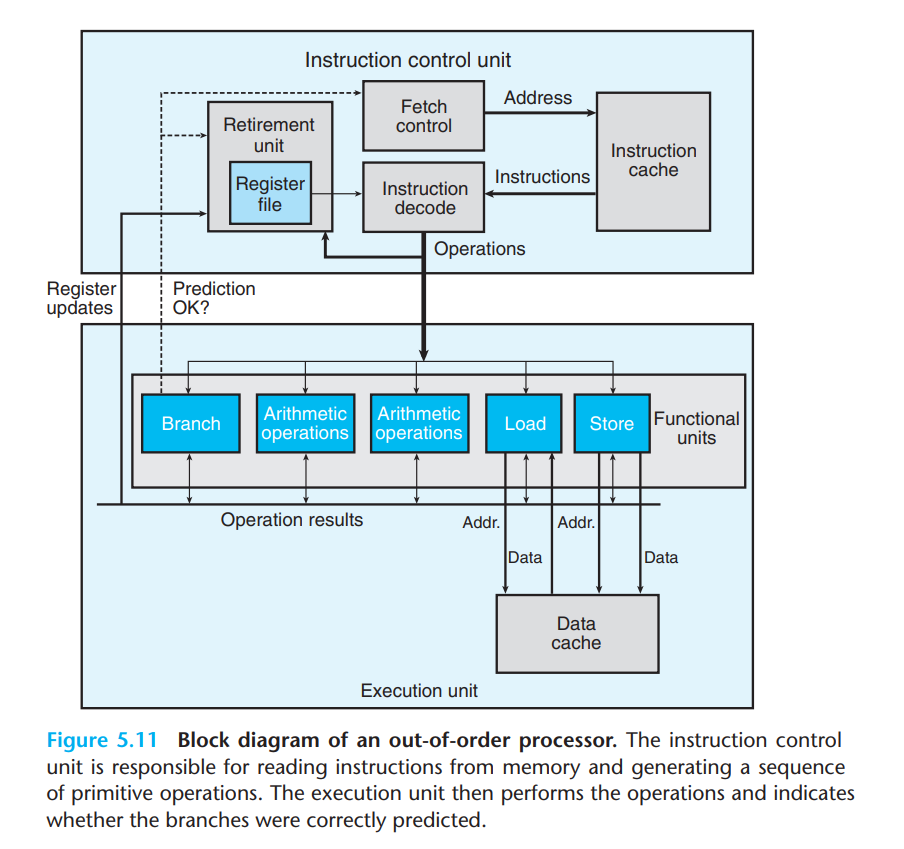 Instruction control unit
Fetch
control
Address
Instruction
cache
Retirement
unit
Register
file
Instruction
decode
Instructions
Operations
Register
updates
Prediction
OK?
Branch
Arithmetic
operations
Arithmetic
operations
Load
Store
Functional
units
Operation results
Addr.
Addr.
Data
Data
Data
cache
Execution unit
Figure 5.11 Block diagram of an out-of-order processor. The instruction control
unit is responsible for reading instructions from memory and generating a sequence
of primitive operations. The execution unit then performs the operations and indicates
whether the branches were correctly predicted.